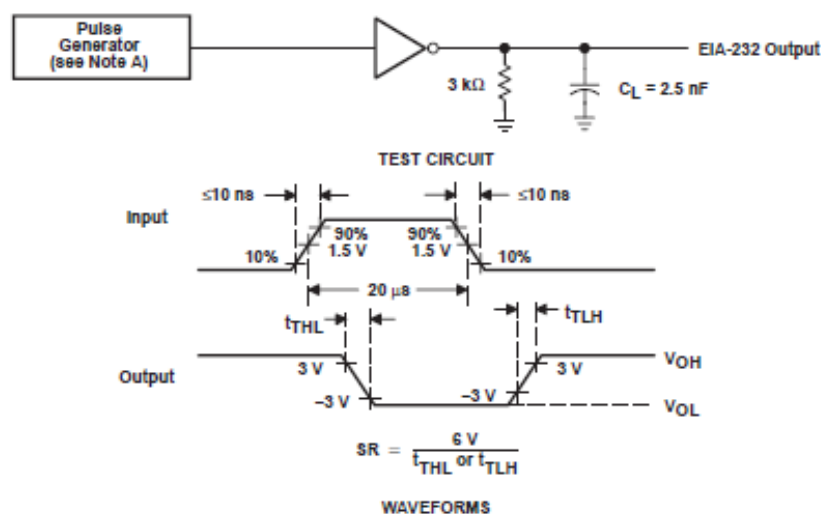 Pulse
Generator
(see Note A)
EIA-232 Output
3 kΩ
CL = 2.5 nF
TEST CIRCUIT
≤10 ns
≤10 ns
Input
90%
90%
1.5 V
1.5 V
10%
10%
20 μs
tTHL
tTLH
Output
3 V
3 V
VOH
–3 V
–3 V
VOL
SR = 6 V
tTHL or tTLH
WAVEFORMS